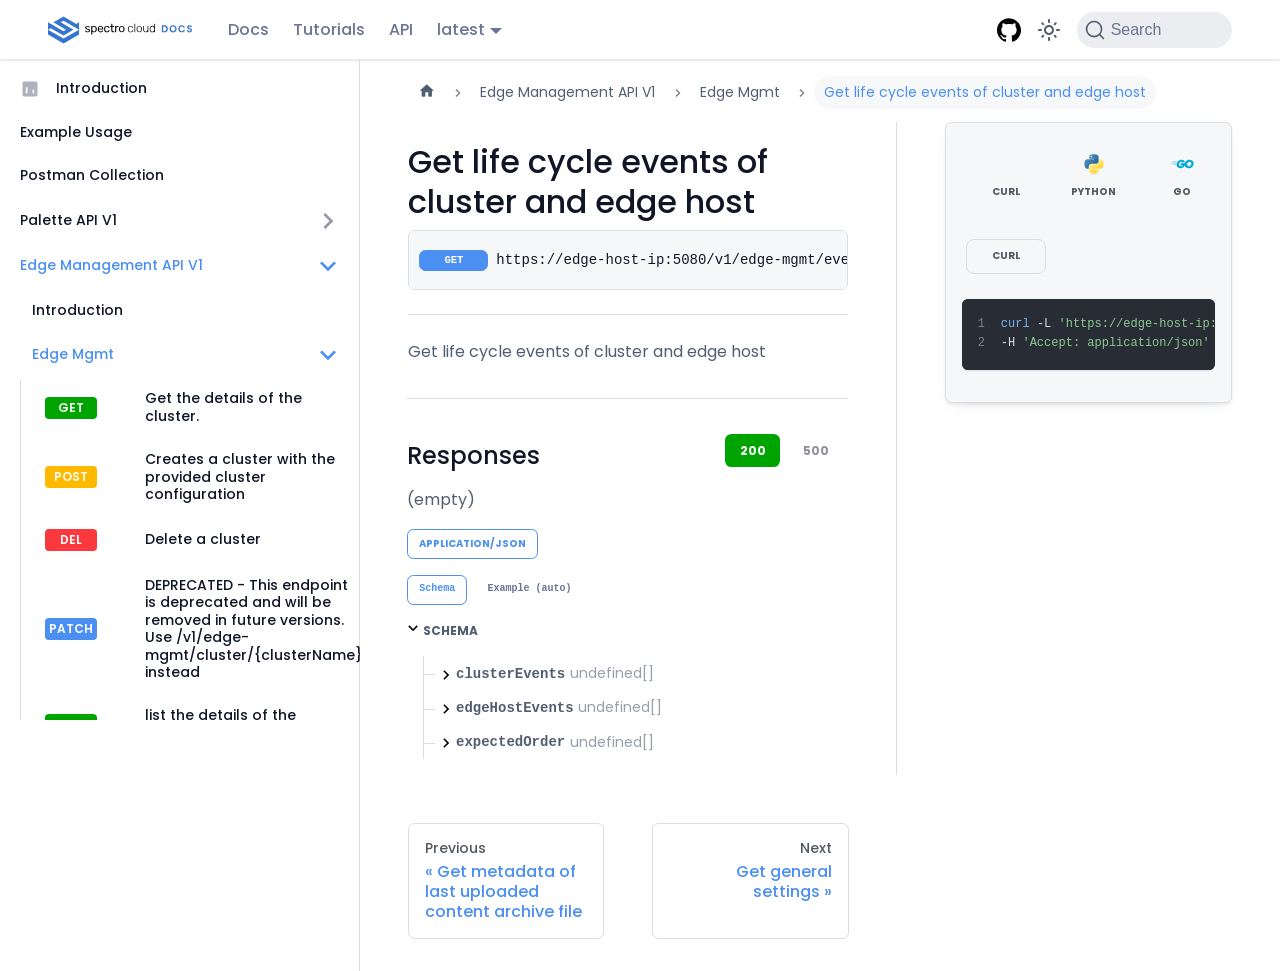 spectro cloud DOCS
Docs
Tutorials
API
latest
Search
Introduction
Example Usage
Postman Collection
Palette API V1
Edge Management API V1
Introduction
Edge Mgmt
GET
Get the details of the
cluster.
POST
Creates a cluster with the
provided cluster
configuration
DEL
Delete a cluster
PATCH
DEPRECATED - This endpoint
is deprecated and will be
removed in future versions.
Use /v1/edge-
mgmt/cluster/{clusterName}
instead
list the details of the
Edge Management API V1
Edge Mgmt
Get life cycle events of cluster and edge host
Get life cycle events of
cluster and edge host
GET https://edge-host-ip:5080/v1/edge-mgmt/eve
Get life cycle events of cluster and edge host
Responses
200
500
(empty)
APPLICATION/JSON
Schema
Example (auto)
SCHEMA
clusterEvents undefined[]
edgeHostEvents undefined[]
expectedOrder undefined[]
Previous
« Get metadata of
last uploaded
content archive file
Next
Get general
settings »
CURL
PYTHON
GO
GO
CURL
1 curl -L 'https://edge-host-ip:
2 -H 'Accept: application/json'